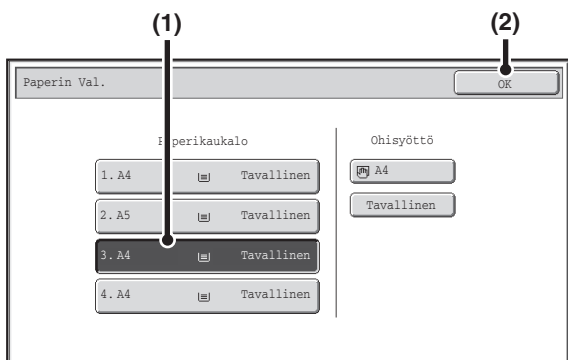 (1) (2)
Paperin Val. OK
Paperikaukalo Ohisyöttö
1. A4 Tavallinen A4
2. A5 Tavallinen Tavallinen
3. A4 Tavallinen
4. A4 Tavallinen